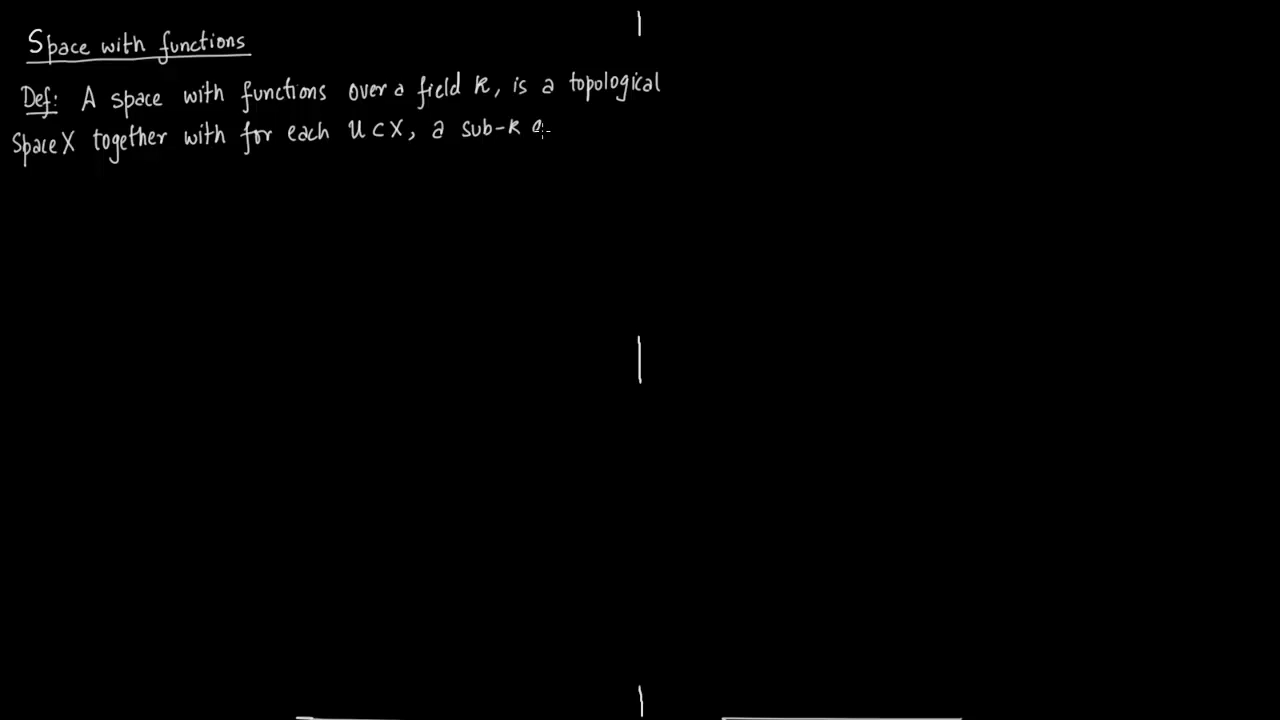 Space with functions
Def: A space with functions over a field k, is a topological
Space X together with for each U ⊂ X, a sub-k